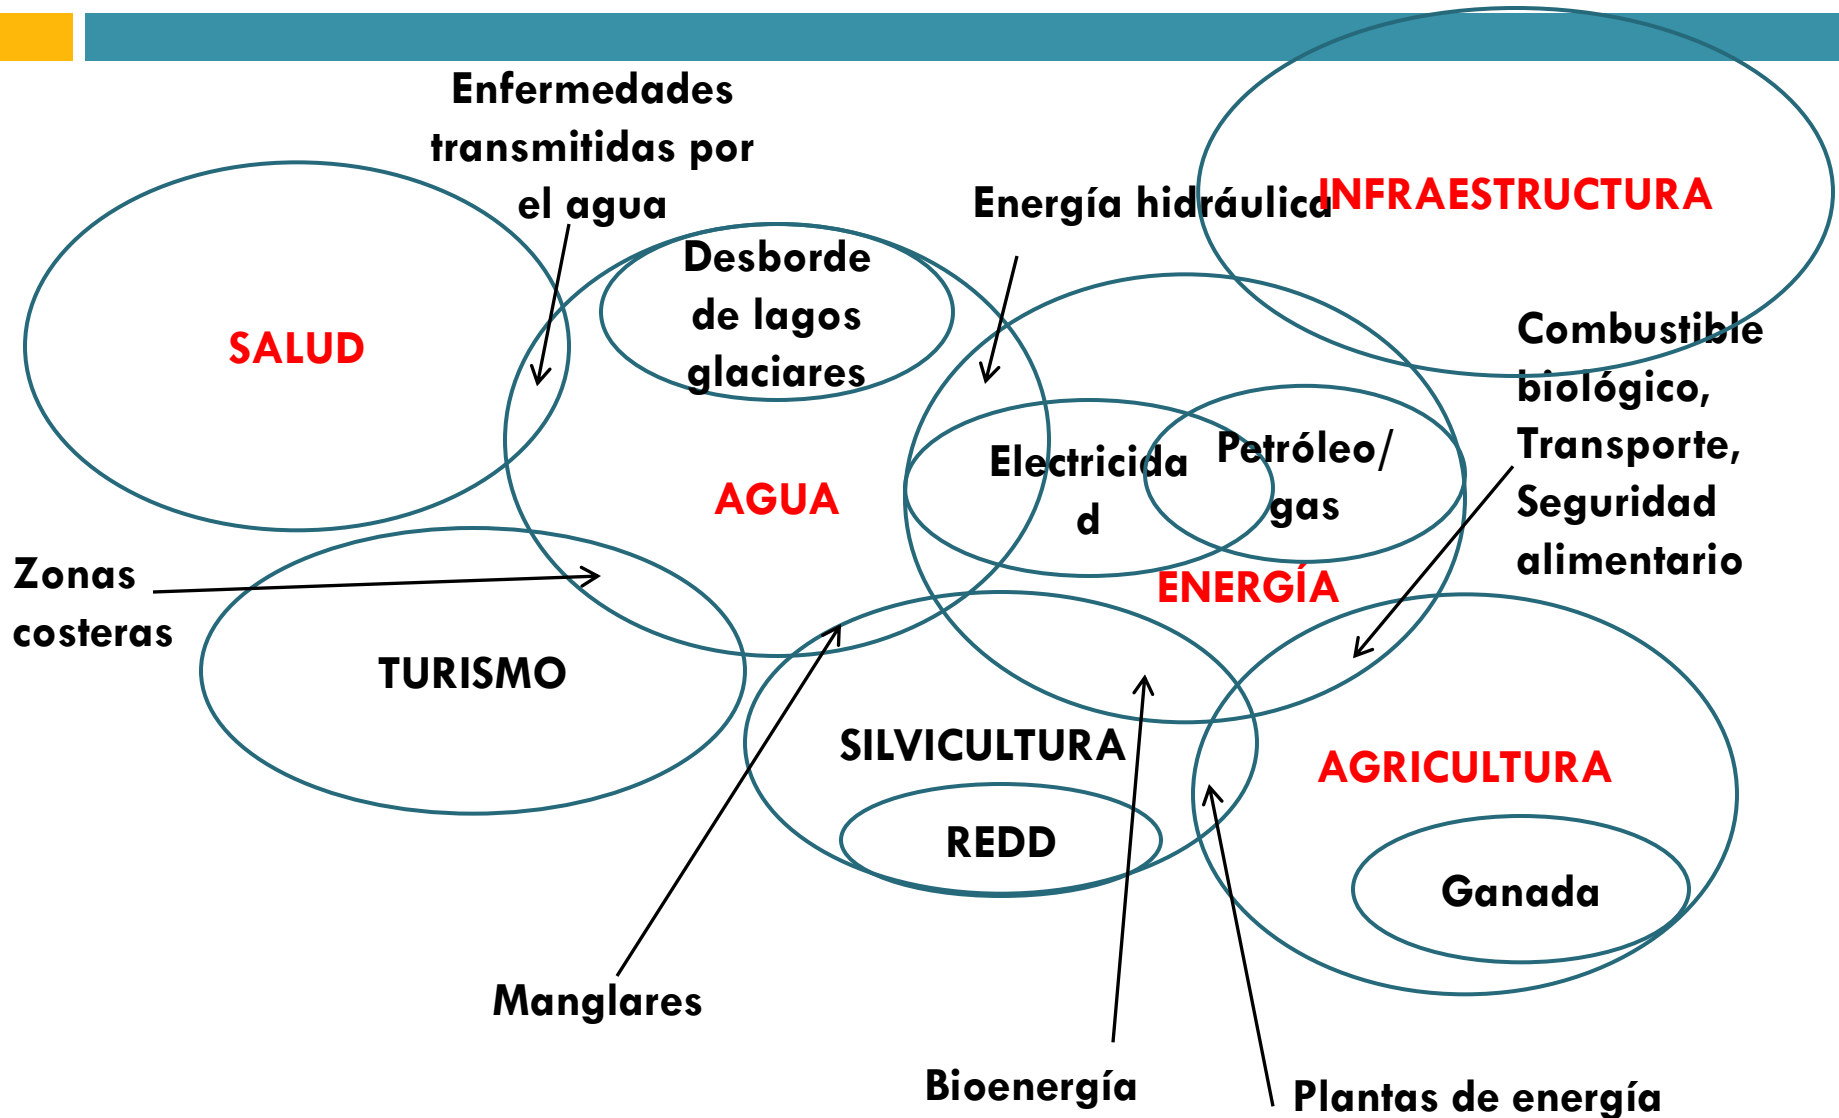 Enfermedades
transmitidas por
el agua
Energía hidráulica
INFRAESTRUCTURA
Desborde
de lagos
glaciares
SALUD
Combustible
biológico,
Transporte,
Seguridad
alimentario
Electricida
d
Petróleo/
gas
AGUA
ENERGÍA
Zonas
costeras
TURISMO
SILVICULTURA
AGRICULTURA
REDD
Ganada
Manglares
Bioenergía
Plantas de energía